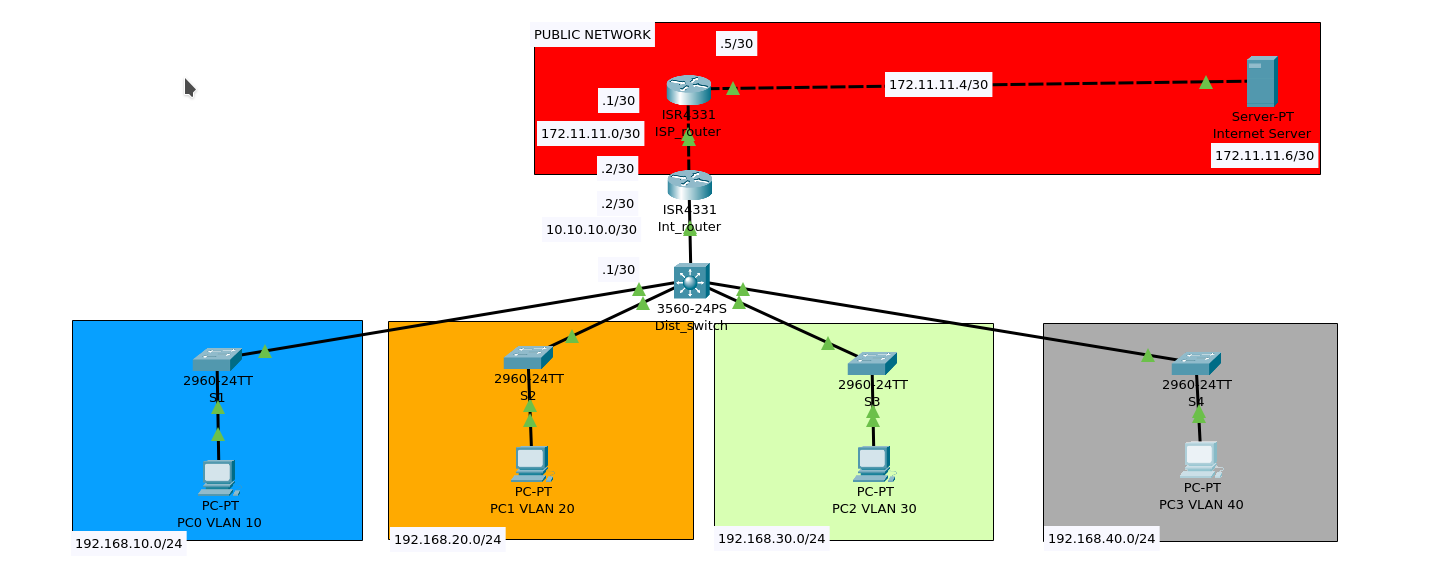 PUBLIC NETWORK
.5/30
172.11.11.4/30
.1/30
ISR4331
ISP_router
172.11.11.0/30
Server-PT
Internet Server
172.11.11.6/30
.2/30
.2/30
ISR4331
Int_router
10.10.10.0/30
.1/30
3560-24PS
Dist_switch
2960-24TT
S1
PC-PT
PC0 VLAN 10
192.168.10.0/24
2960-24TT
S2
PC-PT
PC1 VLAN 20
192.168.20.0/24
2960-24TT
S3
PC-PT
PC2 VLAN 30
192.168.30.0/24
2960-24TT
S4
PC-PT
PC3 VLAN 40
192.168.40.0/24